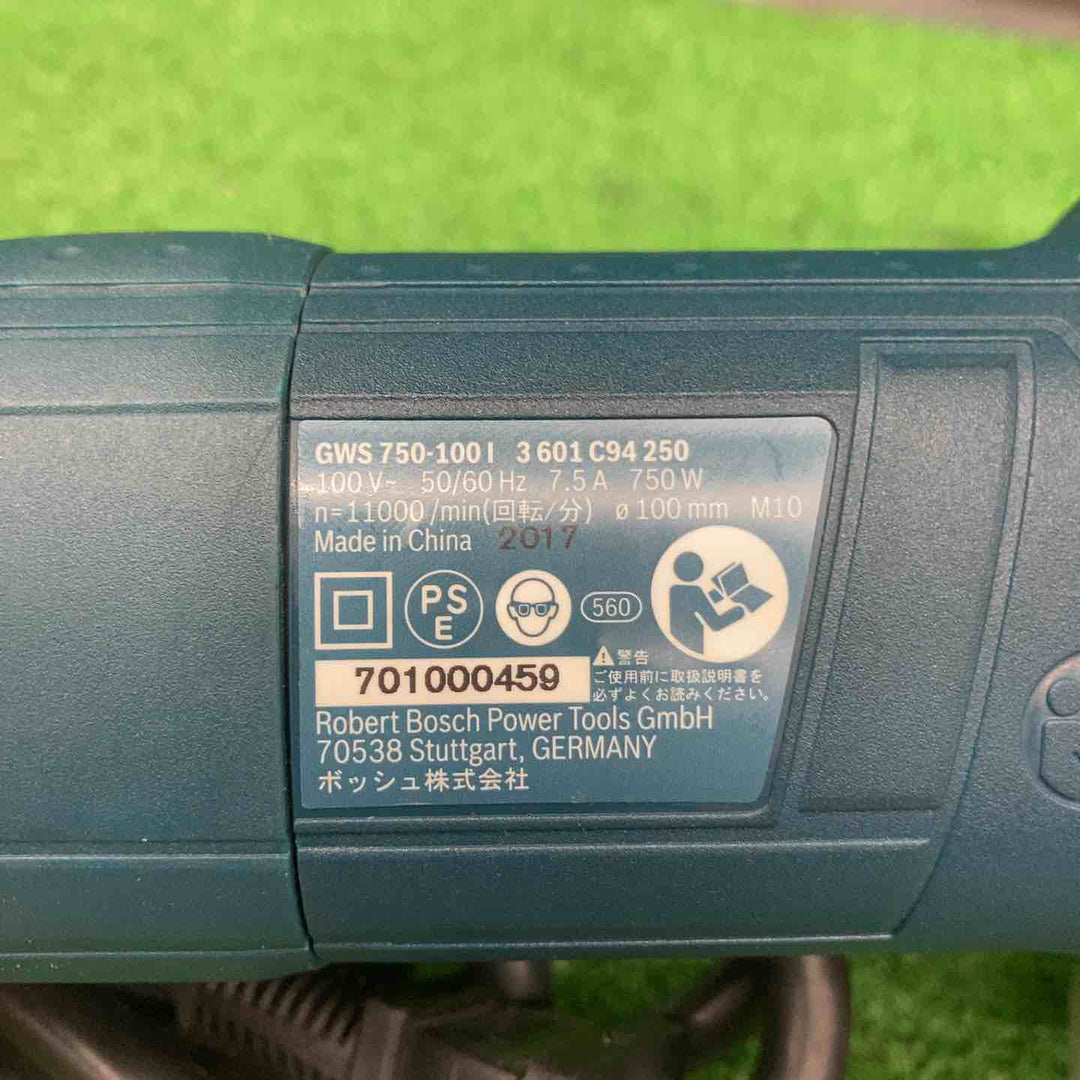 GWS 750-100 I 3 601 C94 250
100 V~ 50/60 Hz 7.5 A 750 W
n=11000 /min(回転/分) ø 100 mm M10
Made in China 2017
PS
E
560
701000459
警告
ご使用前に取扱説明書を
必ずよくお読みください。
Robert Bosch Power Tools GmbH
70538 Stuttgart, GERMANY
ボッシュ株式会社